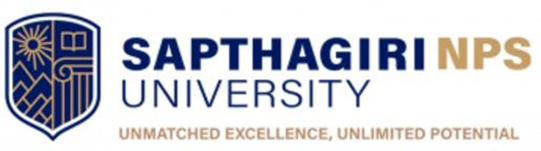 SAPTHAGIRI NPS
UNIVERSITY
UNMATCHED EXCELLENCE, UNLIMITED POTENTIAL